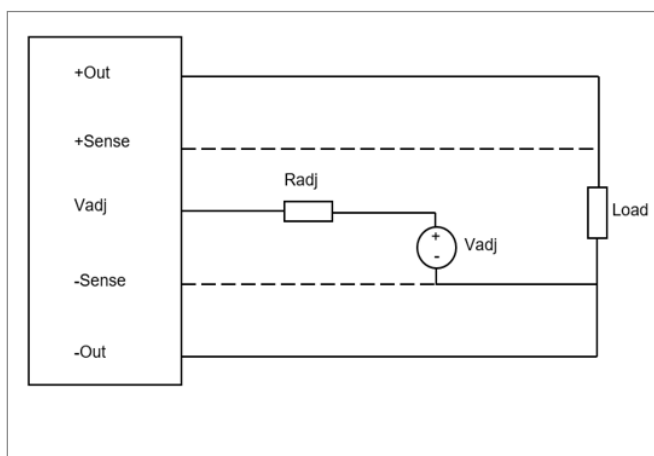 +Out
+Sense
Radj
Vadj
Load
+
-
Vadj
-Sense
-Out